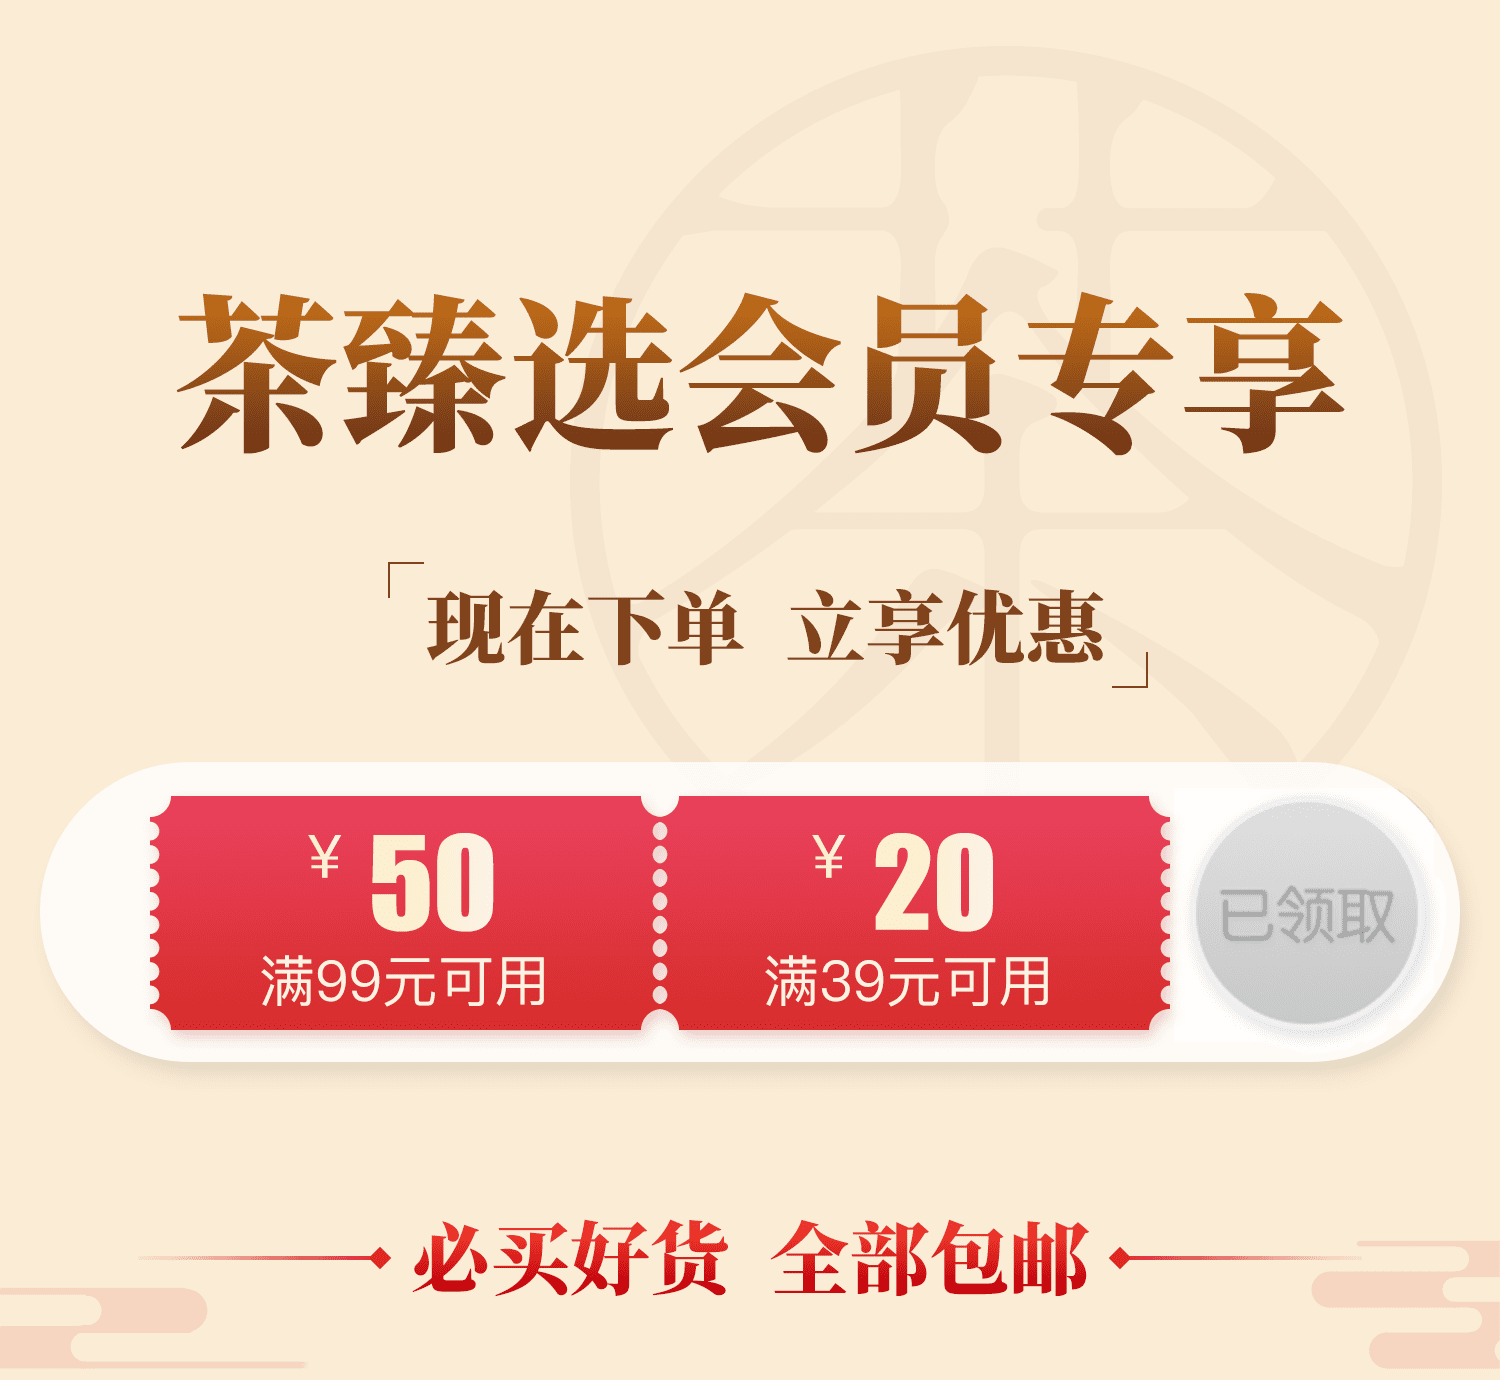 茶臻选会员专享
现在下单 立享优惠
¥ 50
满99元可用
¥ 20
满39元可用
已领取
必买好货 全部包邮